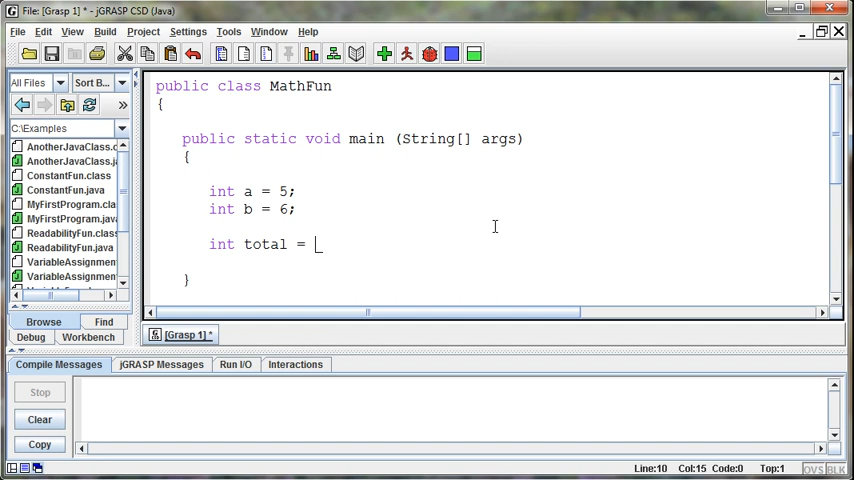 File: [Grasp 1] * - jGRASP CSD (Java)
File Edit View Build Project Settings Tools Window Help
All Files Sort B...
C:\Examples
AnotherJavaClass.c
AnotherJavaClass.ja
ConstantFun.class
ConstantFun.java
MyFirstProgram.clas
MyFirstProgram.java
ReadabilityFun.class
ReadabilityFun.java
VariableAssignment
VariableAssignment
Browse Find
Debug Workbench
public class MathFun
{
public static void main (String[] args)
{
int a = 5;
int b = 6;
int total =
}
[Grasp 1] *
Compile Messages jGRASP Messages Run I/O Interactions
Stop
Clear
Copy
Line:10 Col:15 Code:0 Top:1 OVS BLK